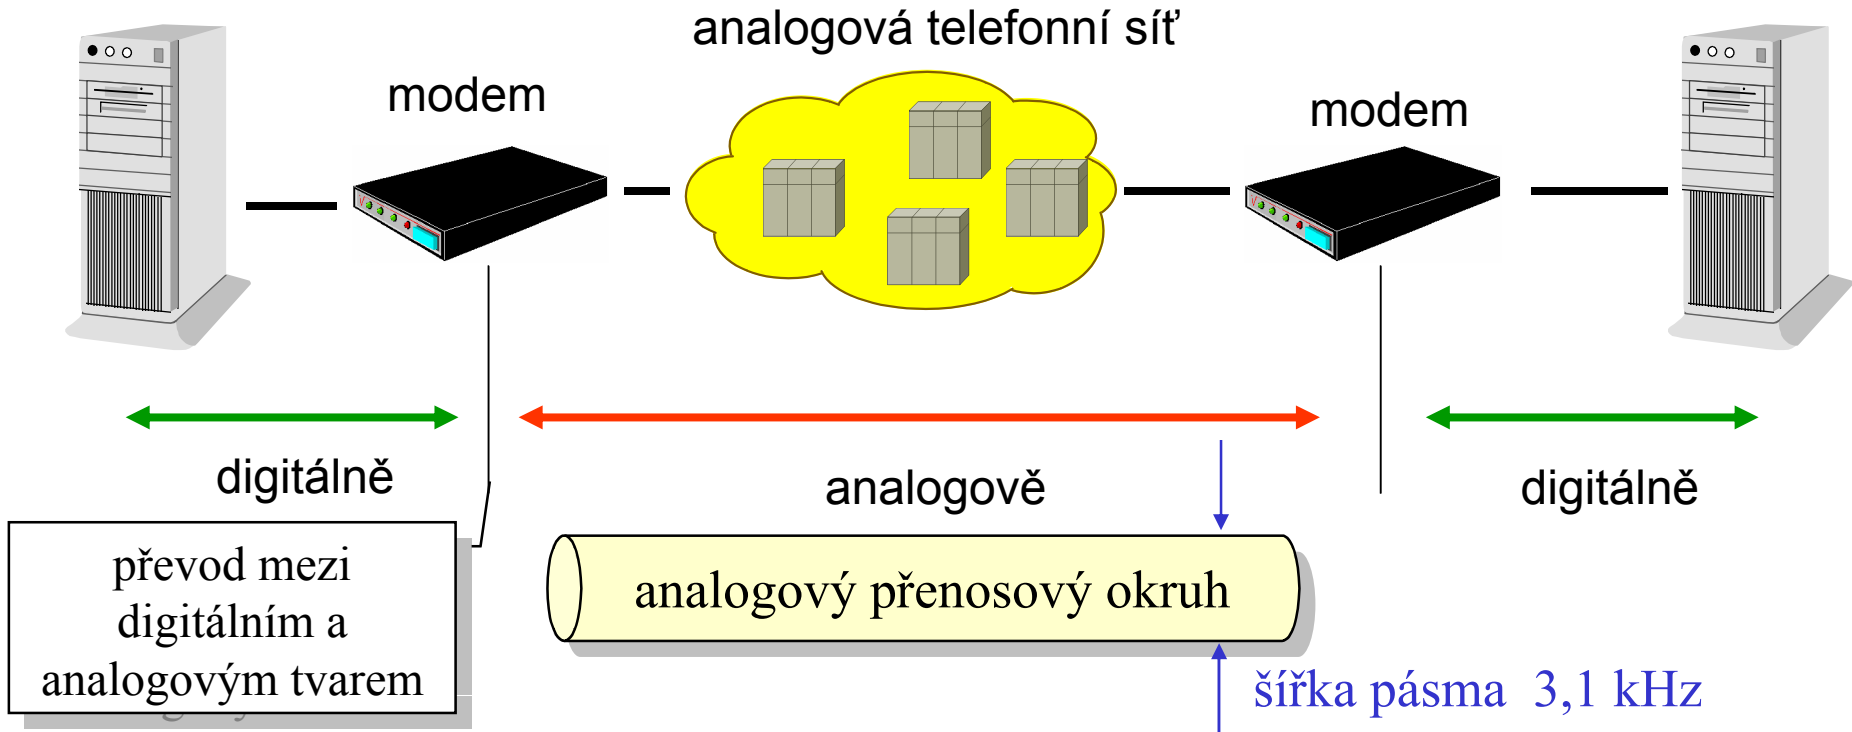 analogová telefonní síť
modem
modem
digitálně
analogově
digitálně
převod mezi
digitálním a
analogovým tvarem
analogový přenosový okruh
šířka pásma 3,1 kHz